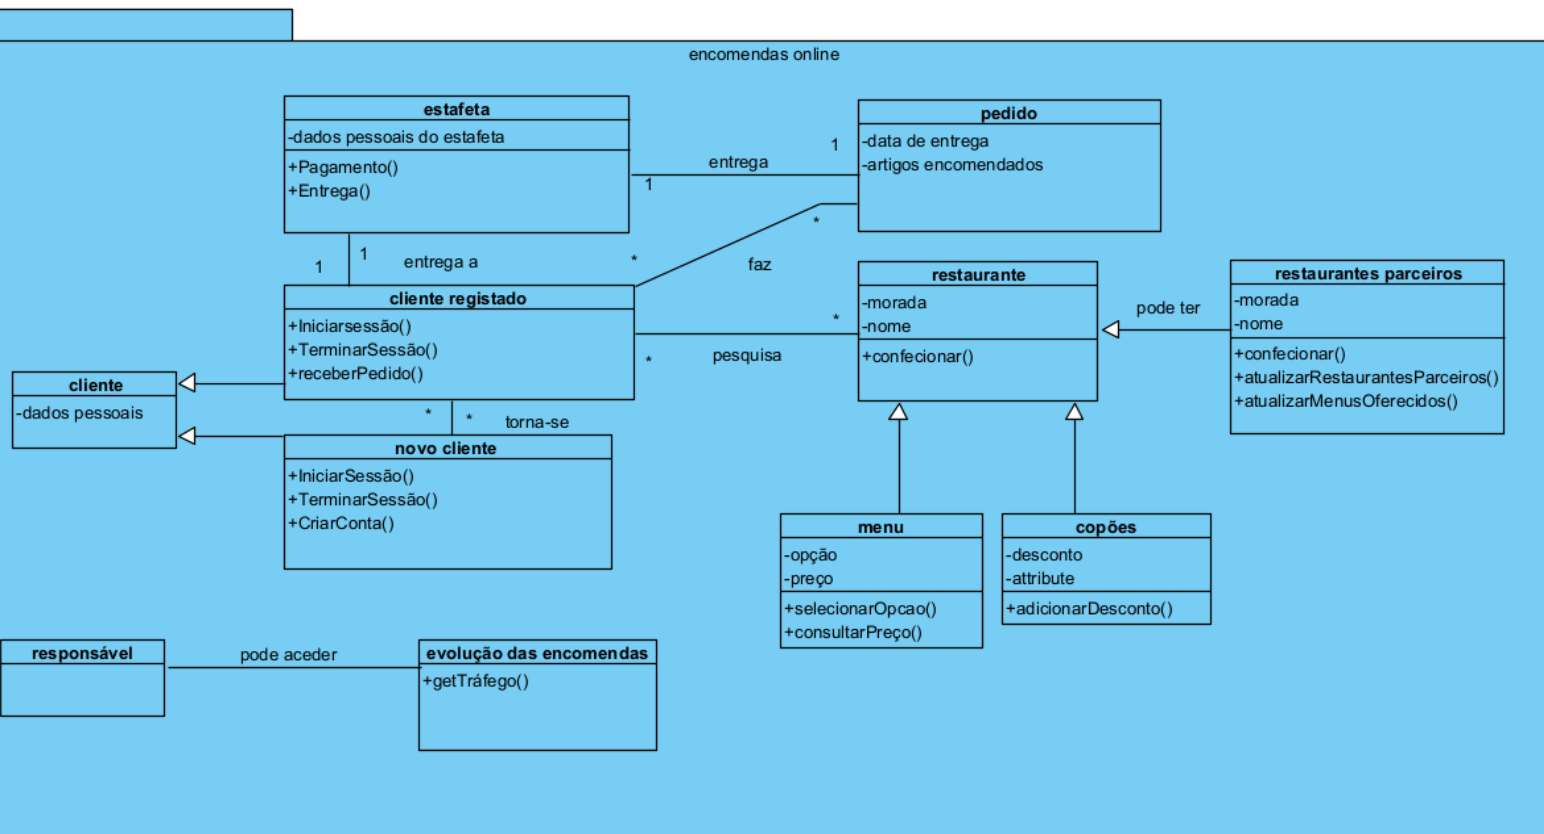 encomendas online
estafeta
-dados pessoais do estafeta
+Pagamento()
+Entrega()
pedido
-data de entrega
-artigos encomendados
1
entrega
1
1
1
entrega a
*
*
faz
cliente registado
+Iniciarsessão()
+TerminarSessão()
+receberPedido()
restaurante
-morada
-nome
+confecionar()
pode ter
restaurantes parceiros
-morada
-nome
+confecionar()
+atualizarRestaurantesParceiros()
+atualizarMenusOferecidos()
*
*
pesquisa
cliente
-dados pessoais
*
*
torna-se
novo cliente
+IniciarSessão()
+TerminarSessão()
+CriarConta()
menu
-opção
-preço
+selecionarOpcao()
+consultarPreço()
copões
-desconto
-attribute
+adicionarDesconto()
responsável
pode aceder
evolução das encomendas
+getTráfego()